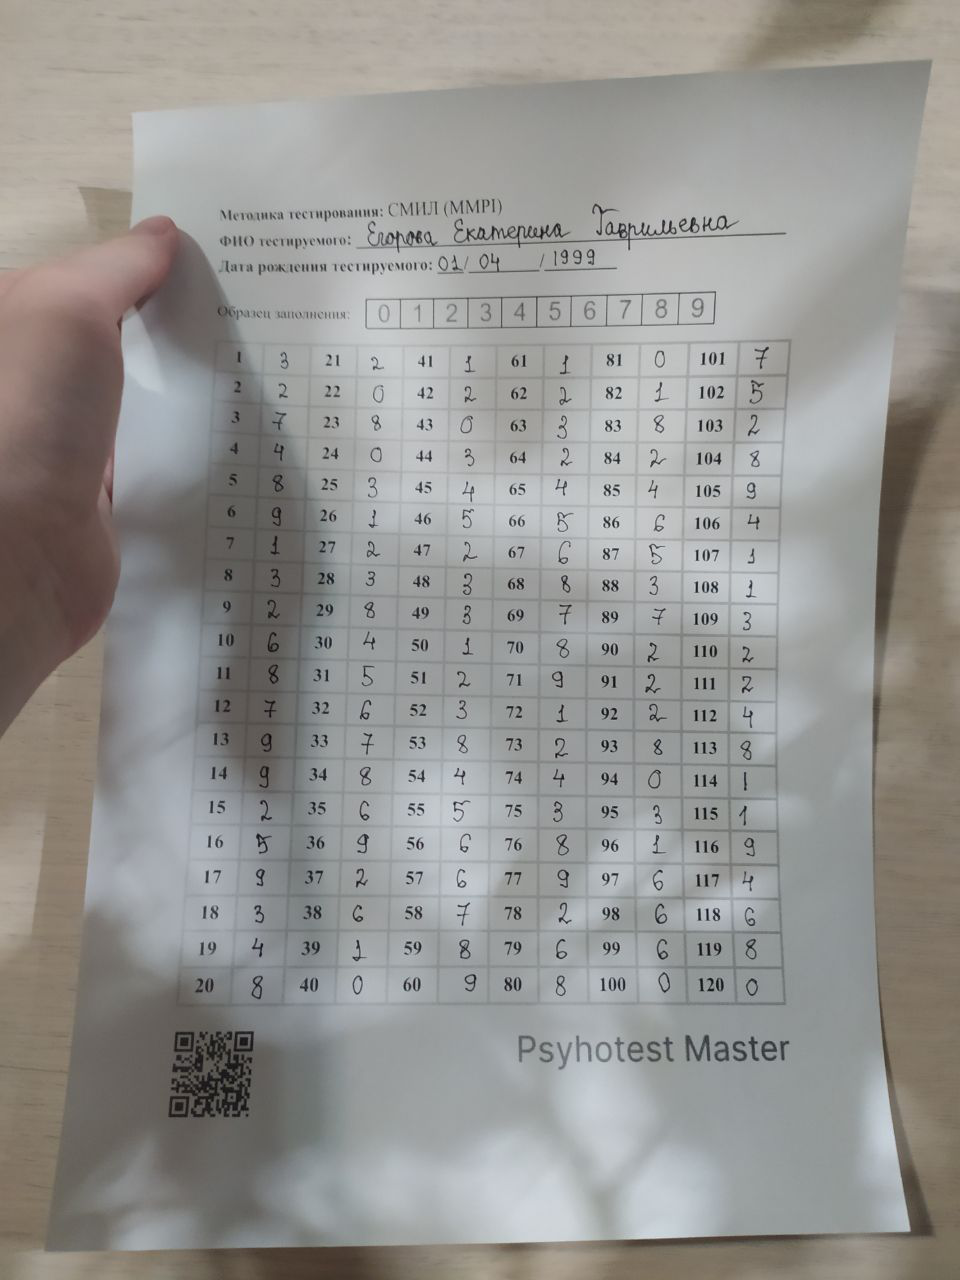 Методика тестирования: СМИЛ (MMPI)
ФИО тестируемого: Егорова Екатерина Гаврильевна
Дата рождения тестируемого: 01/ 04 / 1999
Образец заполнения: 0 1 2 3 4 5 6 7 8 9
1 3 21 2 41 1 61 1 81 0 101 7
2 2 22 0 42 2 62 2 82 1 102 5
3 7 23 8 43 0 63 3 83 8 103 2
4 4 24 0 44 3 64 2 84 2 104 8
5 8 25 3 45 4 65 4 85 4 105 9
6 9 26 1 46 5 66 5 86 6 106 4
7 1 27 2 47 2 67 6 87 5 107 1
8 3 28 3 48 3 68 8 88 3 108 1
9 2 29 8 49 3 69 7 89 7 109 3
10 6 30 4 50 1 70 8 90 2 110 2
11 8 31 5 51 2 71 9 91 2 111 2
12 7 32 6 52 3 72 1 92 2 112 4
13 9 33 7 53 8 73 2 93 8 113 8
14 9 34 8 54 4 74 4 94 0 114 1
15 2 35 6 55 5 75 3 95 3 115 1
16 5 36 9 56 6 76 8 96 1 116 9
17 9 37 2 57 6 77 9 97 6 117 4
18 3 38 6 58 7 78 2 98 6 118 6
19 4 39 1 59 8 79 6 99 6 119 8
20 8 40 0 60 9 80 8 100 0 120 0
Psyhotest Master